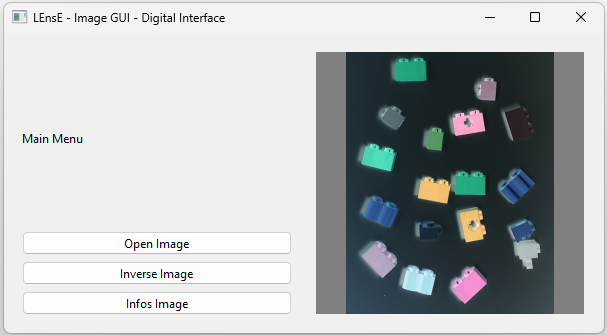 LEnsE - Image GUI - Digital Interface
Main Menu
Open Image
Inverse Image
Infos Image